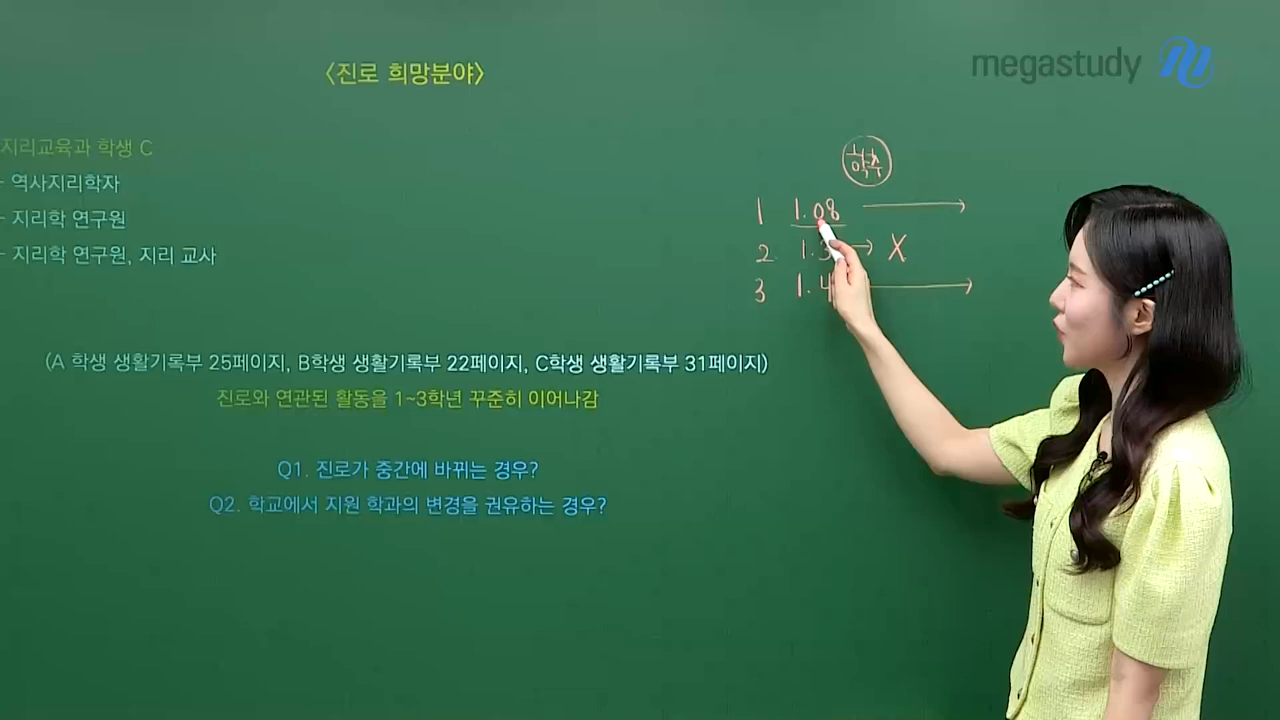 <진로 희망분야>
megastudy
지리교육과 학생 C
- 역사지리학자
- 지리학 연구원
- 지리학 연구원, 지리 교사
학추
1 1.08
2. 1.3 → X
3 1.4
(A 학생 생활기록부 25페이지, B학생 생활기록부 22페이지, C학생 생활기록부 31페이지)
진로와 연관된 활동을 1~3학년 꾸준히 이어나감
Q1. 진로가 중간에 바뀌는 경우?
Q2. 학교에서 지원 학과의 변경을 권유하는 경우?